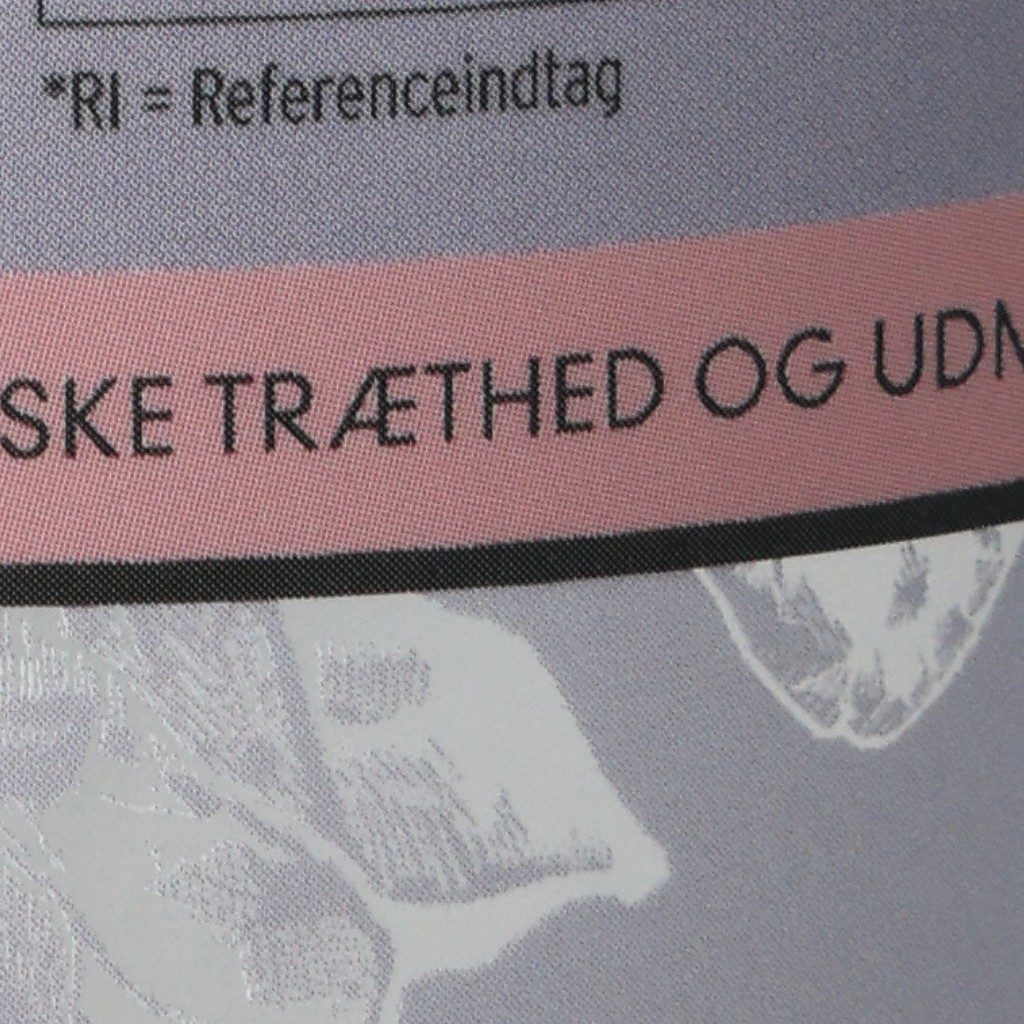 *RI = Referenceindtag
SKE TRÆTHED OG UDM